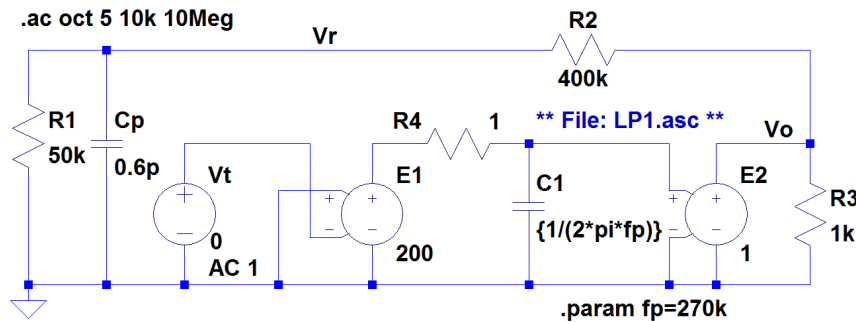 .ac oct 5 10k 10Meg
Vr
R2
400k
R1
50k
Cp
0.6p
R4
1
** File: LP1.asc **
Vo
Vt
+
−
0
AC 1
E1
+
−
+
−
200
C1
{1/(2*pi*fp)}
E2
+
−
+
−
1
R3
1k
.param fp=270k